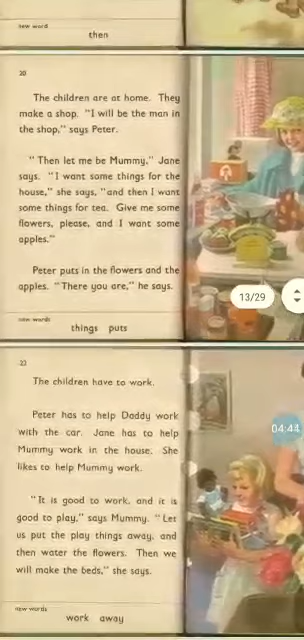 new word
then
20
The children are at home. They
make a shop. "I will be the man in
the shop," says Peter.
"Then let me be Mummy," Jane
says. "I want some things for the
house," she says, "and then I want
some things for tea. Give me some
flowers, please, and I want some
apples."
Peter puts in the flowers and the
apples. "There you are," he says.
new words
things puts
13/29
22
The children have to work.
Peter has to help Daddy work
with the car. Jane has to help
Mummy work in the house. She
likes to help Mummy work.
"It is good to work, and it is
good to play," says Mummy. "Let
us put the play things away, and
then water the flowers. Then we
will make the beds," she says.
new words
work away
04:44